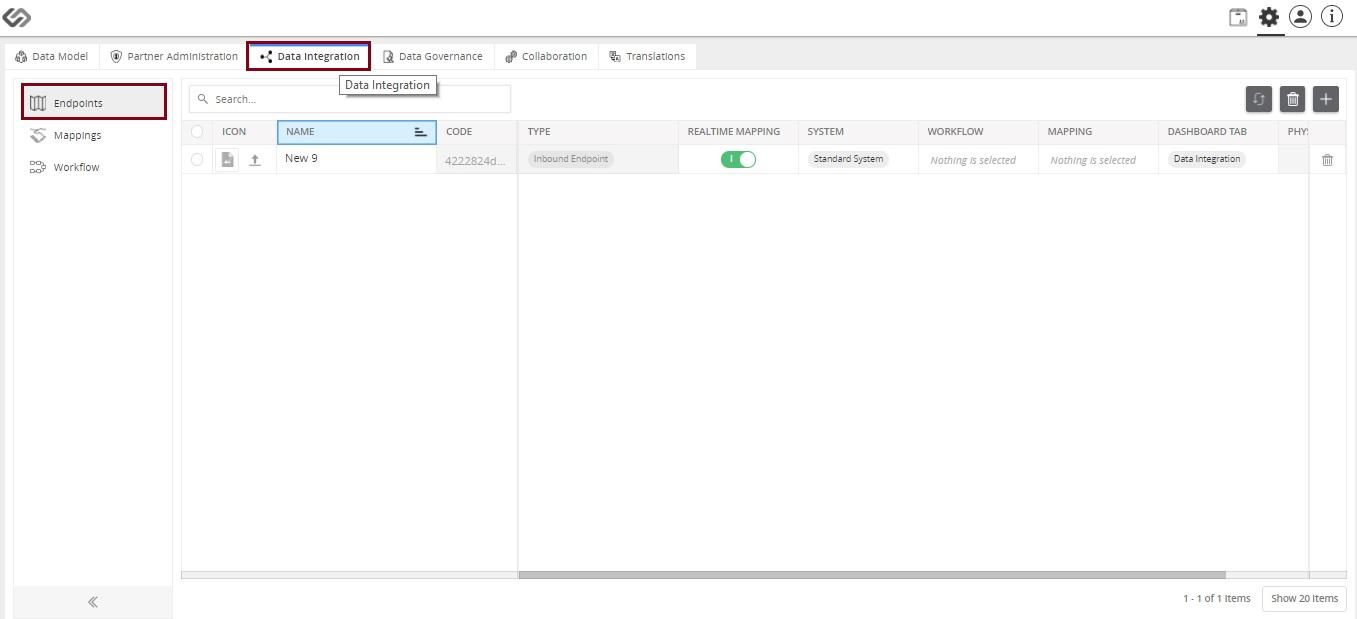 Data Model Partner Administration Data Integration Data Governance Collaboration Translations
Data Integration
Endpoints
Mappings
Workflow
Search...
ICON NAME CODE TYPE REALTIME MAPPING SYSTEM WORKFLOW MAPPING DASHBOARD TAB PHY
New 9 4222824d... Inbound Endpoint Standard System Nothing is selected Nothing is selected Data Integration
1 - 1 of 1 Items Show 20 Items